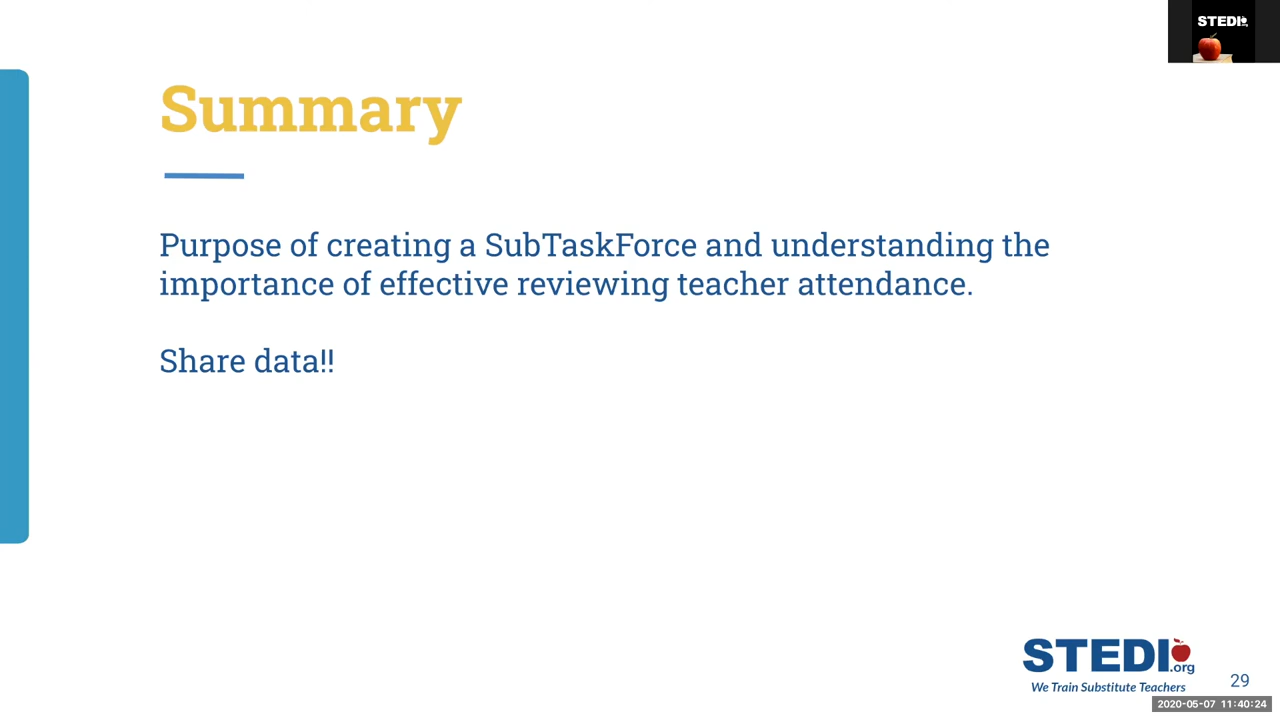 STEDI
Summary
Purpose of creating a SubTaskForce and understanding the
importance of effective reviewing teacher attendance.
Share data!!
STEDI.org
We Train Substitute Teachers
29
2020-05-07 11:40:24